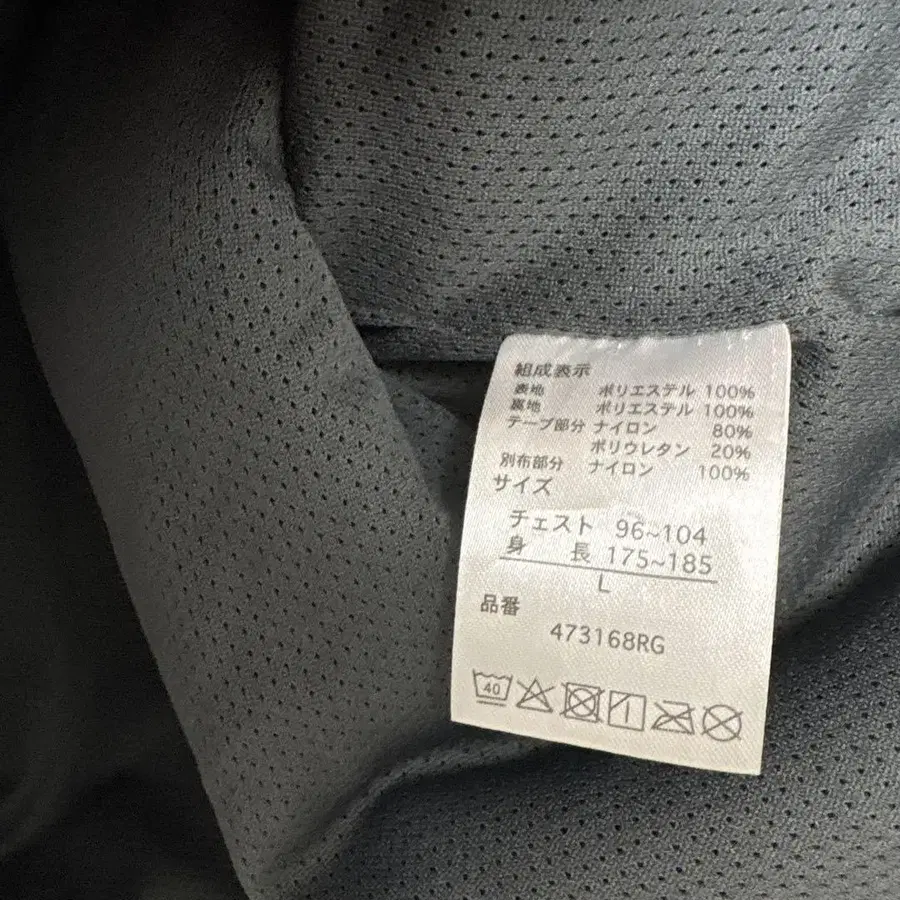 組成表示
表地 ポリエステル 100%
裏地 ポリエステル 100%
テープ部分 ナイロン 80%
ポリウレタン 20%
別布部分 ナイロン 100%
サイズ
チェスト 96~104
身 長 175~185
L
品番
473168RG
40